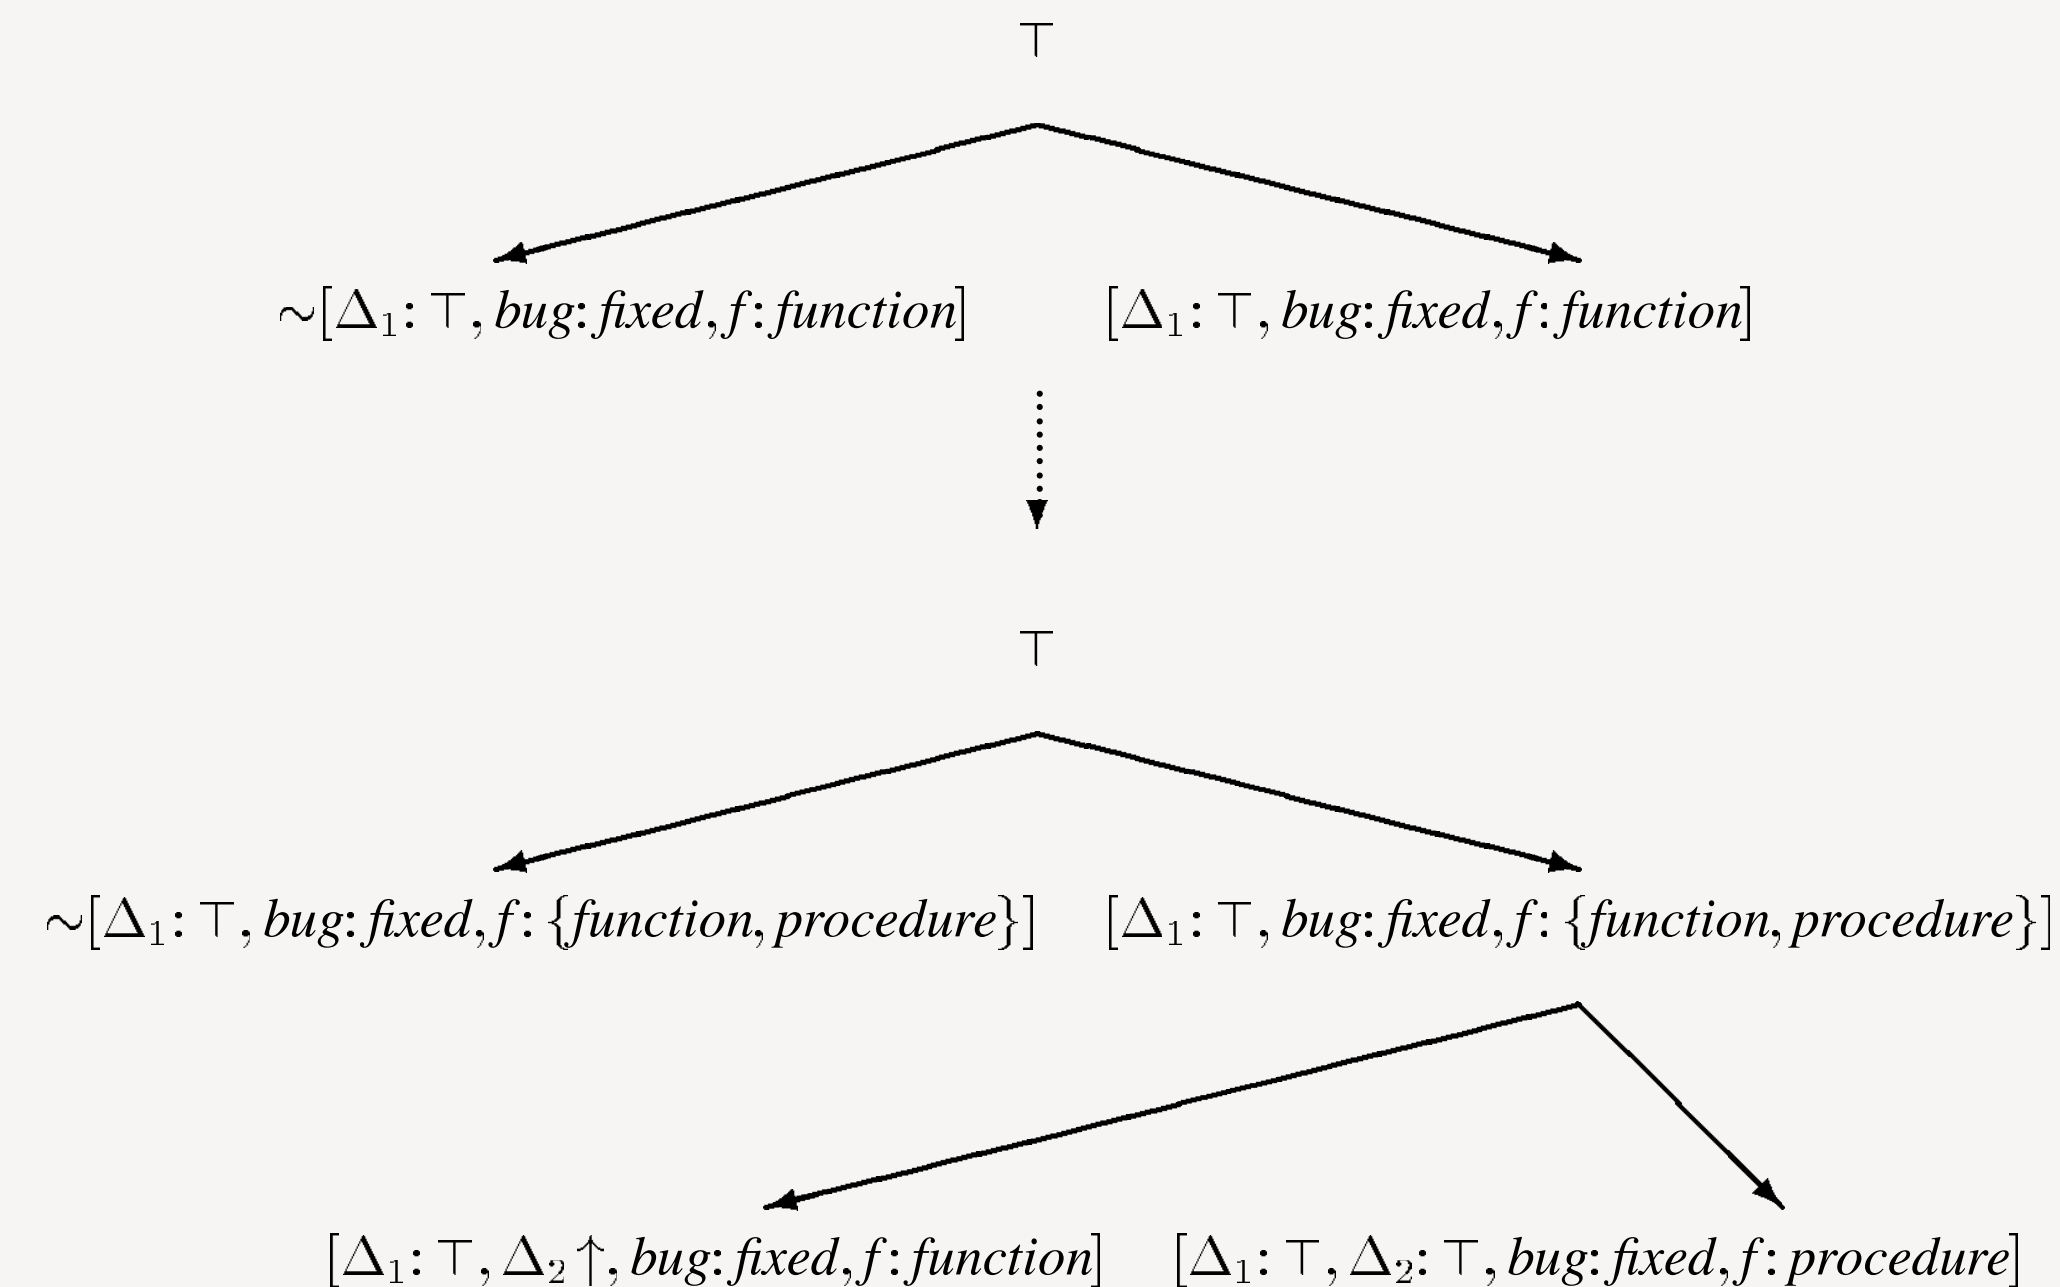 ⊤
∼[Δ₁: ⊤, bug: fixed, f: function] [Δ₁: ⊤, bug: fixed, f: function]
⊤
∼[Δ₁: ⊤, bug: fixed, f: {function, procedure}] [Δ₁: ⊤, bug: fixed, f: {function, procedure}]
[Δ₁: ⊤, Δ₂↑, bug: fixed, f: function] [Δ₁: ⊤, Δ₂: ⊤, bug: fixed, f: procedure]